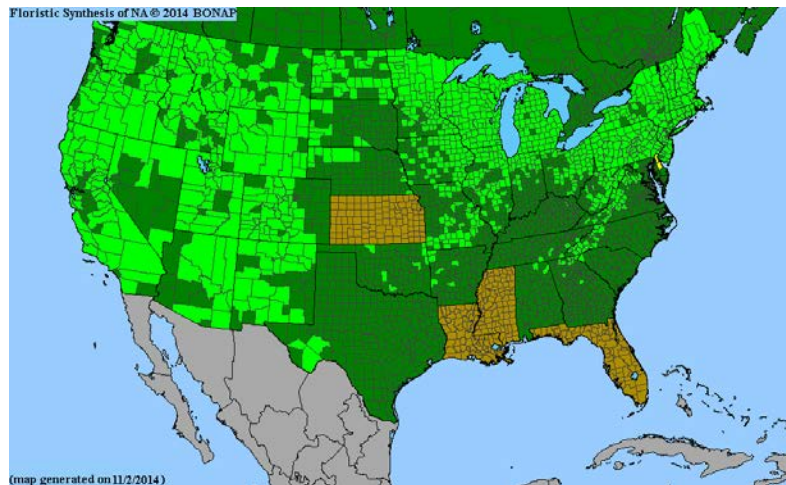 Floristic Synthesis of NA © 2014 BONAP
(map generated on 11/2/2014)